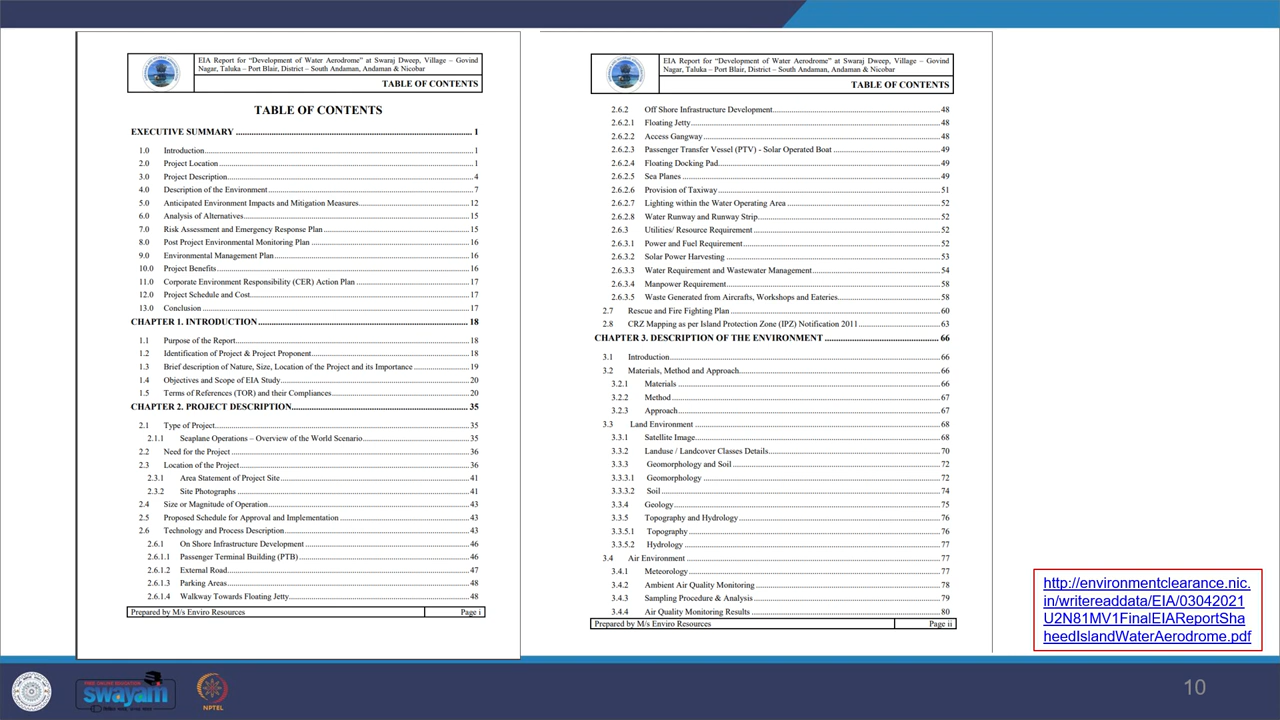 EIA Report for “Development of Water Aerodrome” at Swaraj Dweep, Village – Govind
Nagar, Taluka – Port Blair, District – South Andaman, Andaman & Nicobar
TABLE OF CONTENTS
TABLE OF CONTENTS
EXECUTIVE SUMMARY ... 1
1.0 Introduction ... 1
2.0 Project Location ... 1
3.0 Project Description ... 4
4.0 Description of the Environment ... 7
5.0 Anticipated Environment Impacts and Mitigation Measures ... 12
6.0 Analysis of Alternatives ... 15
7.0 Risk Assessment and Emergency Response Plan ... 15
8.0 Post Project Environmental Monitoring Plan ... 16
9.0 Environmental Management Plan ... 16
10.0 Project Benefits ... 16
11.0 Corporate Environment Responsibility (CER) Action Plan ... 17
12.0 Project Schedule and Cost ... 17
13.0 Conclusion ... 17
CHAPTER 1. INTRODUCTION ... 18
1.1 Purpose of the Report ... 18
1.2 Identification of Project & Project Proponent ... 18
1.3 Brief description of Nature, Size, Location of the Project and its Importance ... 19
1.4 Objectives and Scope of EIA Study ... 20
1.5 Terms of References (TOR) and their Compliances ... 20
CHAPTER 2. PROJECT DESCRIPTION ... 35
2.1 Type of Project ... 35
2.1.1 Seaplane Operations – Overview of the World Scenario ... 35
2.2 Need for the Project ... 36
2.3 Location of the Project ... 36
2.3.1 Area Statement of Project Site ... 41
2.3.2 Site Photographs ... 41
2.4 Size or Magnitude of Operation ... 43
2.5 Proposed Schedule for Approval and Implementation ... 43
2.6 Technology and Process Description ... 43
2.6.1 On Shore Infrastructure Development ... 46
2.6.1.1 Passenger Terminal Building (PTB) ... 46
2.6.1.2 External Road ... 47
2.6.1.3 Parking Areas ... 48
2.6.1.4 Walkway Towards Floating Jetty ... 48
Prepared by M/s Enviro Resources Page i
EIA Report for “Development of Water Aerodrome” at Swaraj Dweep, Village – Govind
Nagar, Taluka – Port Blair, District – South Andaman, Andaman & Nicobar
TABLE OF CONTENTS
2.6.2 Off Shore Infrastructure Development ... 48
2.6.2.1 Floating Jetty ... 48
2.6.2.2 Access Gangway ... 48
2.6.2.3 Passenger Transfer Vessel (PTV) - Solar Operated Boat ... 49
2.6.2.4 Floating Docking Pad ... 49
2.6.2.5 Sea Planes ... 49
2.6.2.6 Provision of Taxiway ... 51
2.6.2.7 Lighting within the Water Operating Area ... 52
2.6.2.8 Water Runway and Runway Strip ... 52
2.6.3 Utilities/ Resource Requirement ... 52
2.6.3.1 Power and Fuel Requirement ... 52
2.6.3.2 Solar Power Harvesting ... 53
2.6.3.3 Water Requirement and Wastewater Management ... 54
2.6.3.4 Manpower Requirement ... 58
2.6.3.5 Waste Generated from Aircrafts, Workshops and Eateries ... 58
2.7 Rescue and Fire Fighting Plan ... 60
2.8 CRZ Mapping as per Island Protection Zone (IPZ) Notification 2011 ... 63
CHAPTER 3. DESCRIPTION OF THE ENVIRONMENT ... 66
3.1 Introduction ... 66
3.2 Materials, Method and Approach ... 66
3.2.1 Materials ... 66
3.2.2 Method ... 67
3.2.3 Approach ... 67
3.3 Land Environment ... 68
3.3.1 Satellite Image ... 68
3.3.2 Landuse / Landcover Classes Details ... 70
3.3.3 Geomorphology and Soil ... 72
3.3.3.1 Geomorphology ... 72
3.3.3.2 Soil ... 74
3.3.4 Geology ... 75
3.3.5 Topography and Hydrology ... 76
3.3.5.1 Topography ... 76
3.3.5.2 Hydrology ... 77
3.4 Air Environment ... 77
3.4.1 Meteorology ... 77
3.4.2 Ambient Air Quality Monitoring ... 78
3.4.3 Sampling Procedure & Analysis ... 79
3.4.4 Air Quality Monitoring Results ... 80
Prepared by M/s Enviro Resources Page ii
http://environmentclearance.nic.
in/writereaddata/EIA/03042021
U2N81MV1FinalEIAReportSha
heedIslandWaterAerodrome.pdf
swayam
NPTEL
10